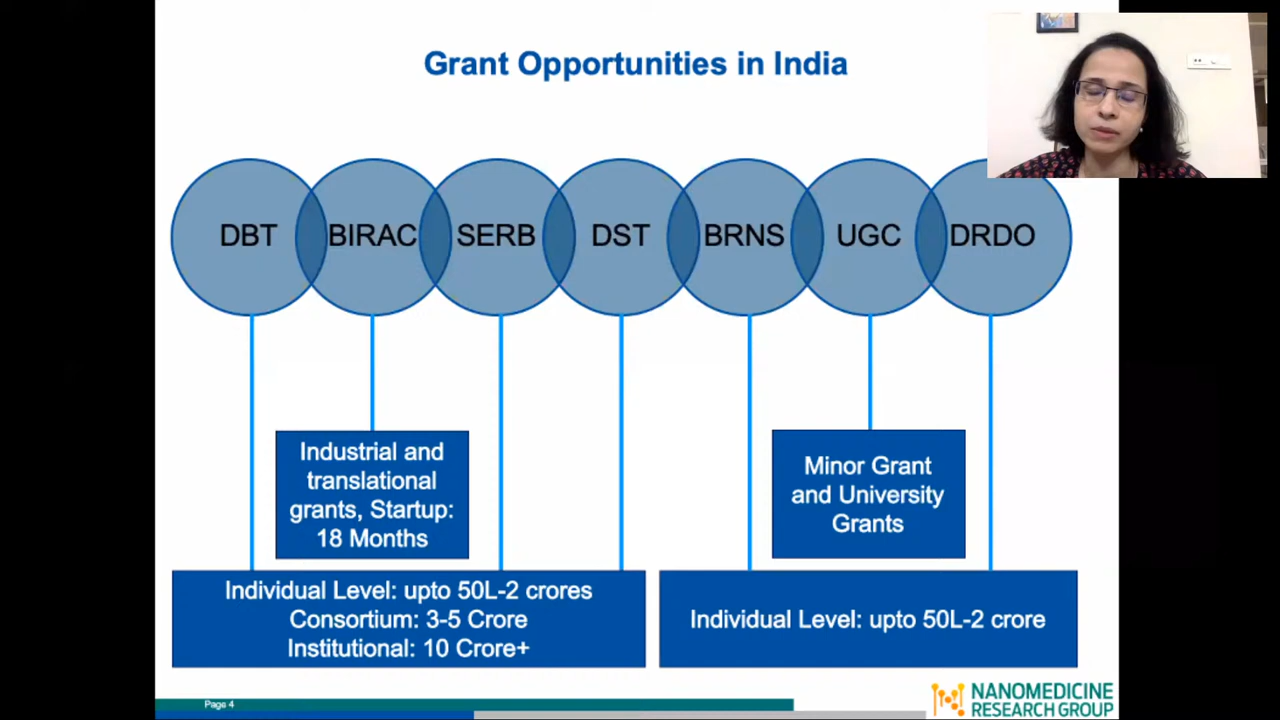 Grant Opportunities in India
DBT
BIRAC
SERB
DST
BRNS
UGC
DRDO
Industrial and
translational
grants, Startup:
18 Months
Minor Grant
and University
Grants
Individual Level: upto 50L-2 crores
Consortium: 3-5 Crore
Institutional: 10 Crore+
Individual Level: upto 50L-2 crore
Page 4
NANOMEDICINE
RESEARCH GROUP